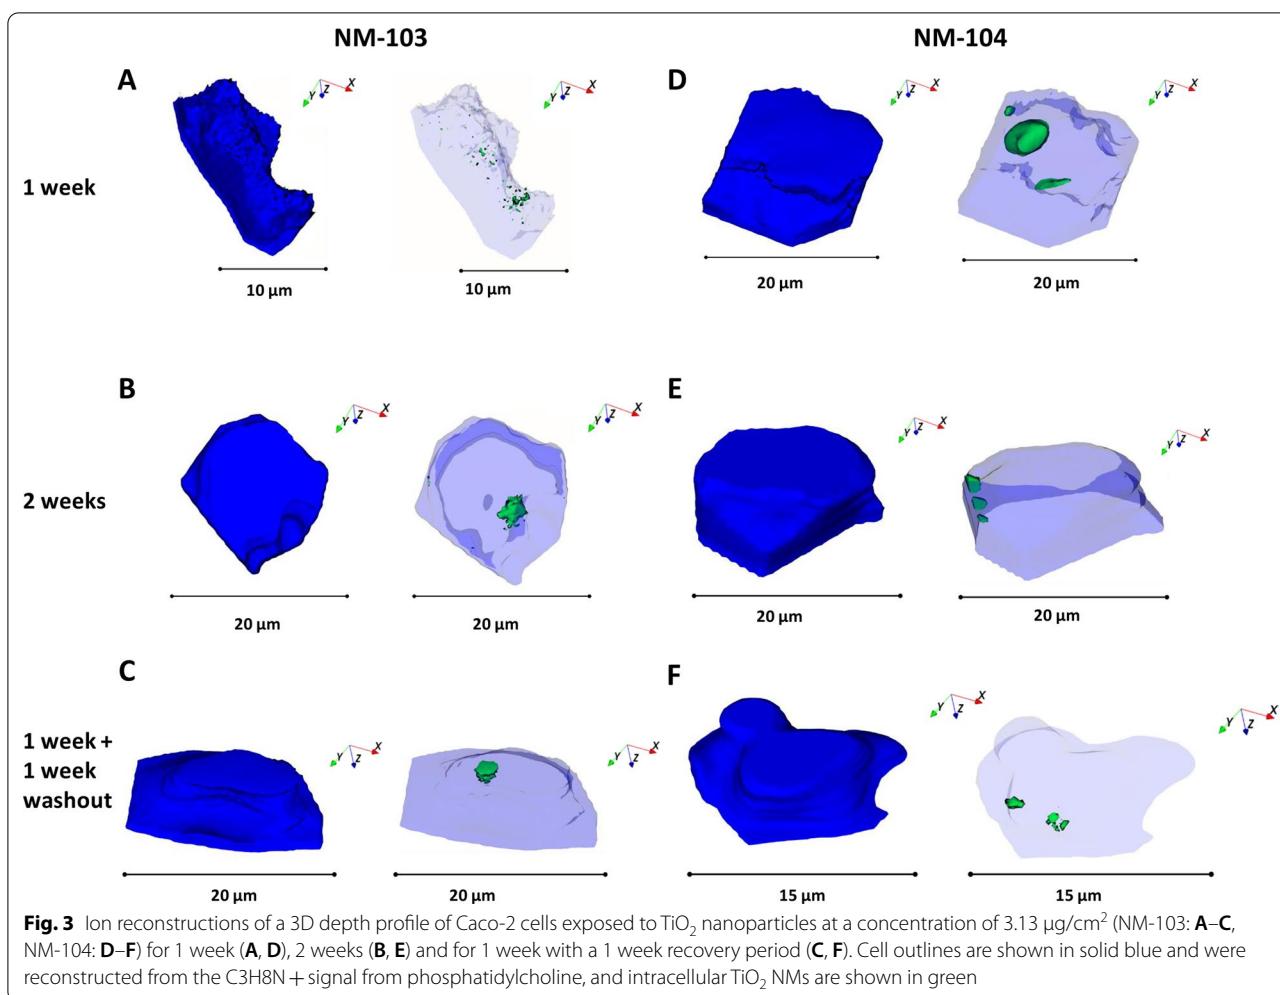 NM-103
NM-104
A
X
Y
Z
X
Y
Z
D
X
Y
Z
X
Y
Z
1 week
10 µm
10 µm
20 µm
20 µm
B
X
Y
Z
X
Y
Z
E
X
Y
Z
X
Y
Z
2 weeks
20 µm
20 µm
20 µm
20 µm
C
X
Y
Z
X
Y
Z
F
X
Y
Z
X
Y
Z
1 week +
1 week
washout
20 µm
20 µm
15 µm
15 µm
Fig. 3 Ion reconstructions of a 3D depth profile of Caco-2 cells exposed to TiO₂ nanoparticles at a concentration of 3.13 µg/cm² (NM-103: A–C,
NM-104: D–F) for 1 week (A, D), 2 weeks (B, E) and for 1 week with a 1 week recovery period (C, F). Cell outlines are shown in solid blue and were
reconstructed from the C3H8N + signal from phosphatidylcholine, and intracellular TiO₂ NMs are shown in green